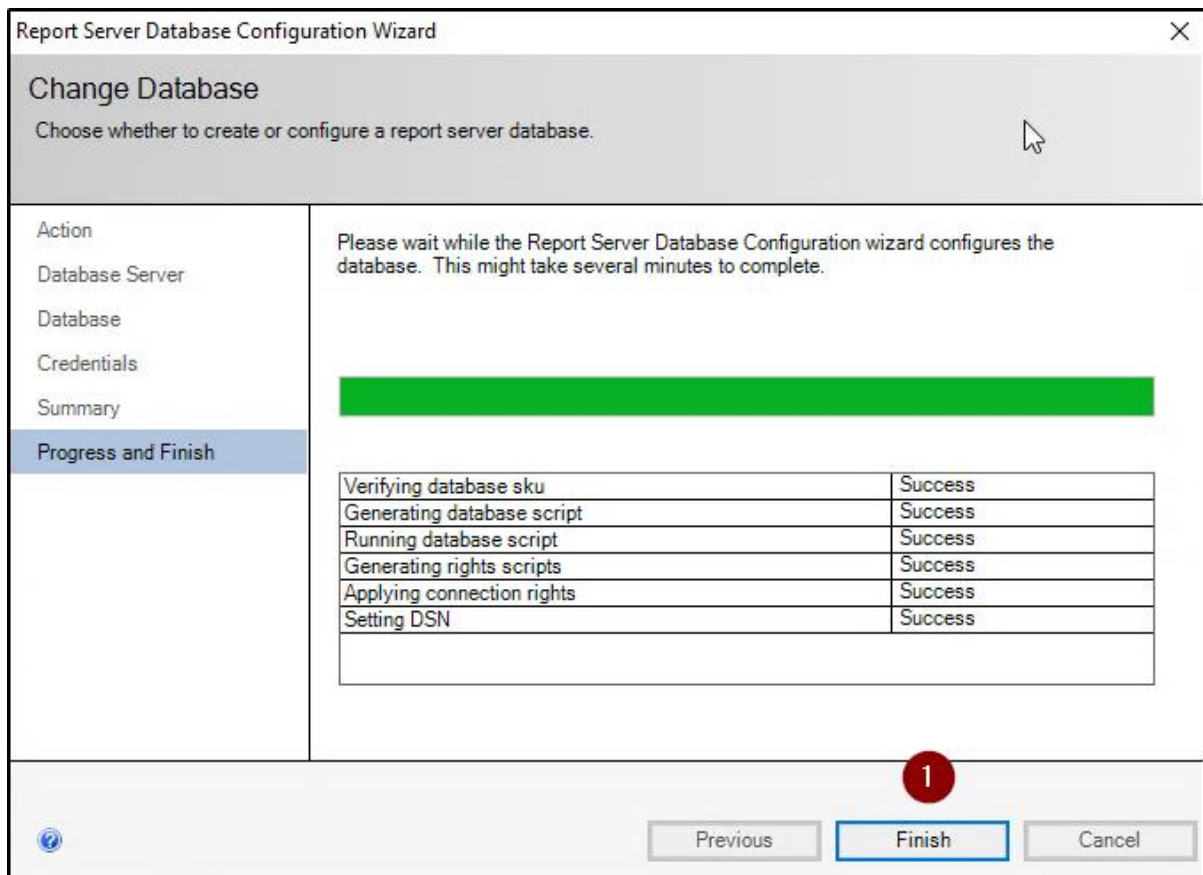 Report Server Database Configuration Wizard
Change Database
Choose whether to create or configure a report server database.
Action
Database Server
Database
Credentials
Summary
Progress and Finish
Please wait while the Report Server Database Configuration wizard configures the
database. This might take several minutes to complete.
Verifying database sku Success
Generating database script Success
Running database script Success
Generating rights scripts Success
Applying connection rights Success
Setting DSN Success
1
? Previous Finish Cancel